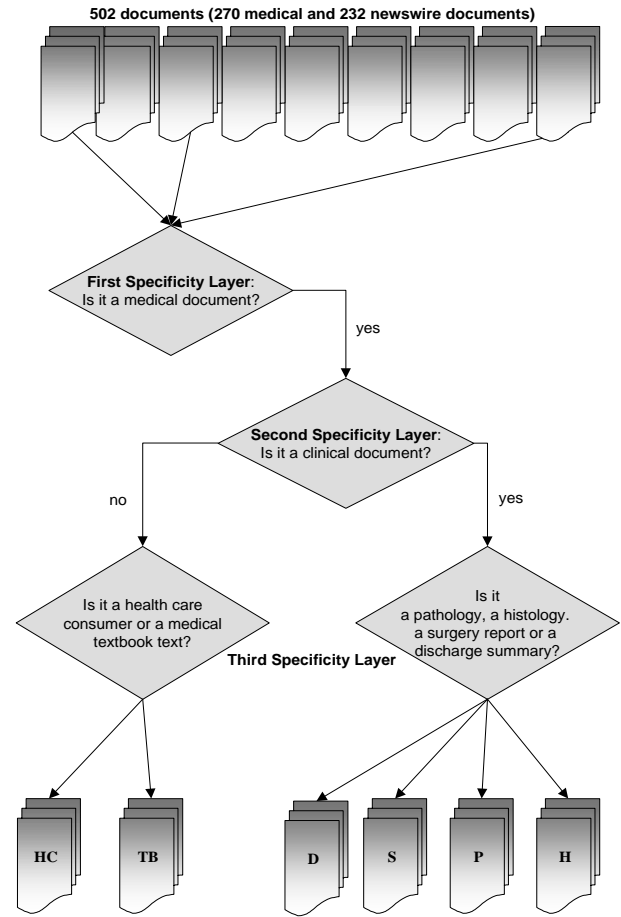 502 documents (270 medical and 232 newswire documents)
First Specificity Layer:
Is it a medical document?
yes
Second Specificity Layer:
Is it a clinical document?
no
yes
Is it a health care
consumer or a medical
textbook text?
Is it
a pathology, a histology.
a surgery report or a
discharge summary?
Third Specificity Layer
HC
TB
D
S
P
H